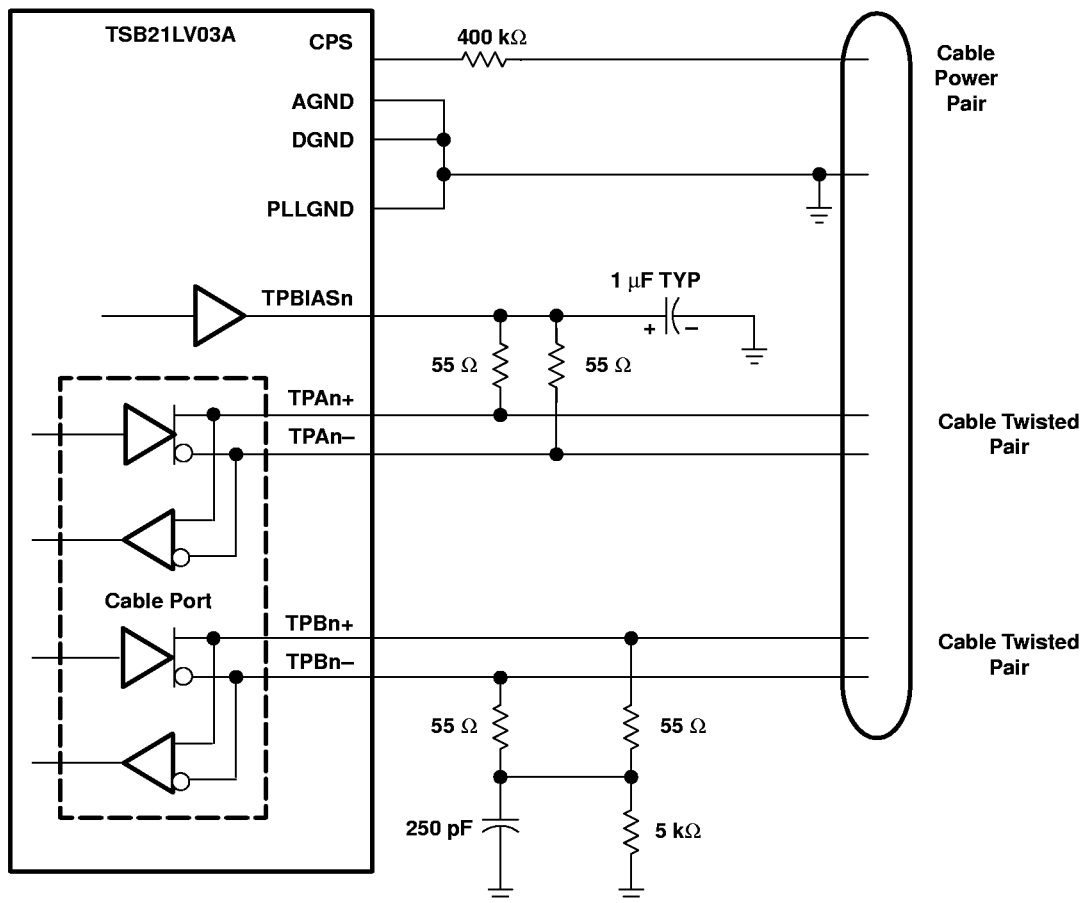 TSB21LV03A
CPS
400 kΩ
Cable
Power
Pair
AGND
DGND
PLLGND
TPBIASn
1 μF TYP
+
–
55 Ω
55 Ω
TPAn+
TPAn–
Cable Twisted
Pair
Cable Port
TPBn+
TPBn–
Cable Twisted
Pair
55 Ω
55 Ω
250 pF
5 kΩ